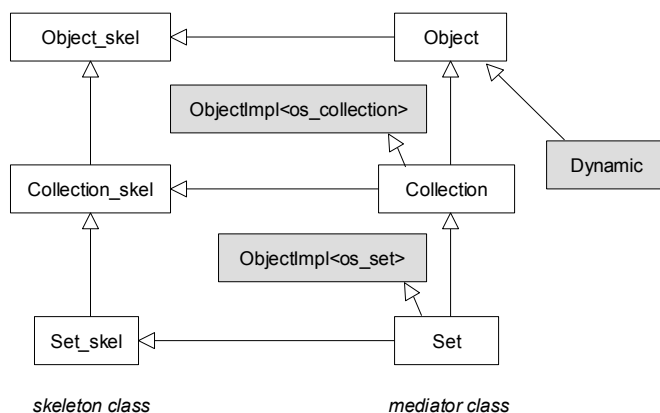 Object_skel
Object
ObjectImpl<os_collection>
Dynamic
Collection_skel
Collection
ObjectImpl<os_set>
Set_skel
Set
skeleton class
mediator class